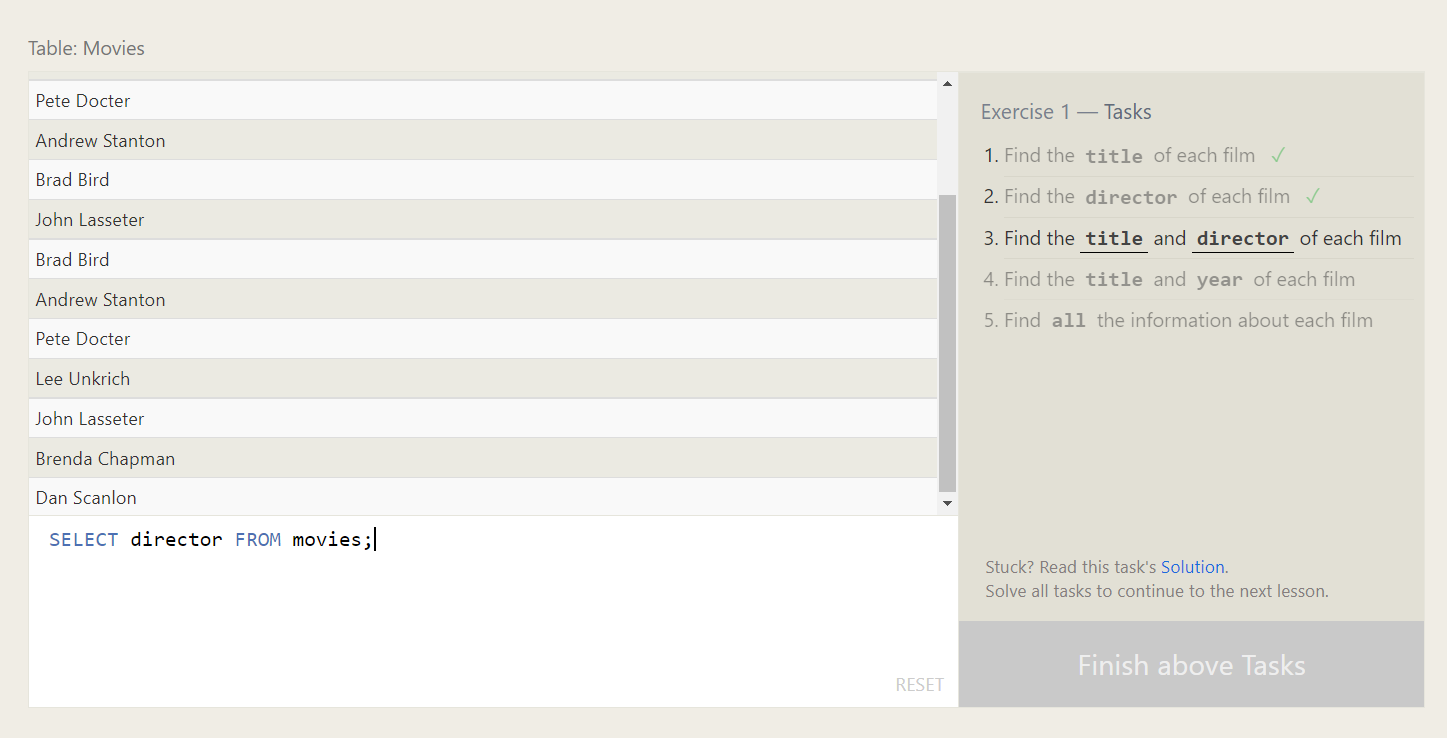 Table: Movies
Pete Docter
Andrew Stanton
Brad Bird
John Lasseter
Brad Bird
Andrew Stanton
Pete Docter
Lee Unkrich
John Lasseter
Brenda Chapman
Dan Scanlon
SELECT director FROM movies;
RESET
Exercise 1 — Tasks
1. Find the title of each film ✓
2. Find the director of each film ✓
3. Find the title and director of each film
4. Find the title and year of each film
5. Find all the information about each film
Stuck? Read this task's Solution.
Solve all tasks to continue to the next lesson.
Finish above Tasks